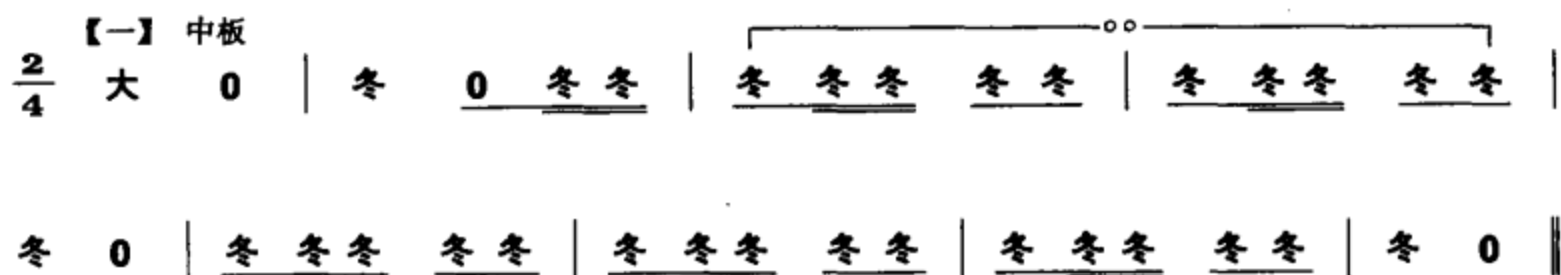 【一】 中板
2/4 大 0 | 冬 0 冬 冬 | 冬 冬 冬 冬 冬 | 冬 冬 冬 冬 冬 |
冬 0 | 冬 冬 冬 冬 冬 | 冬 冬 冬 冬 冬 | 冬 冬 冬 冬 冬 | 冬 0 ‖